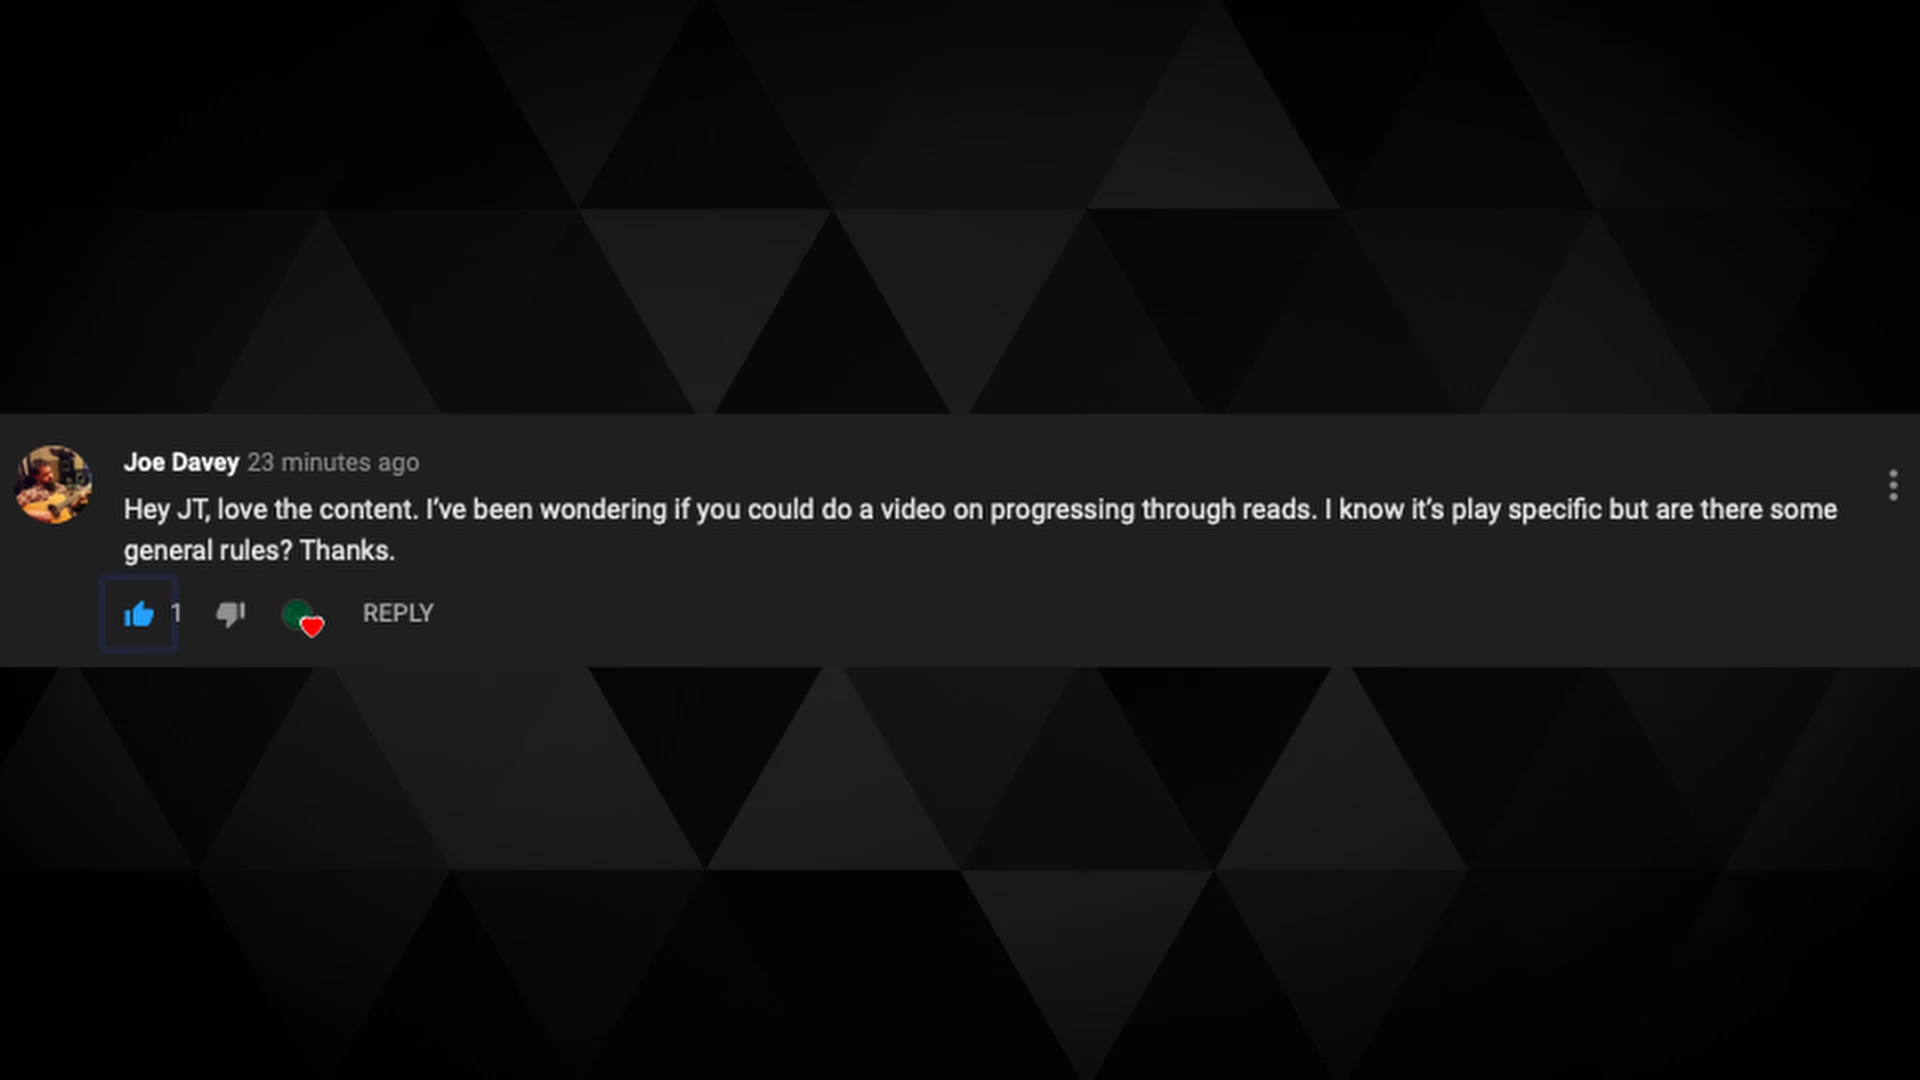 Joe Davey 23 minutes ago
Hey JT, love the content. I've been wondering if you could do a video on progressing through reads. I know it's play specific but are there some
general rules? Thanks.
1 REPLY